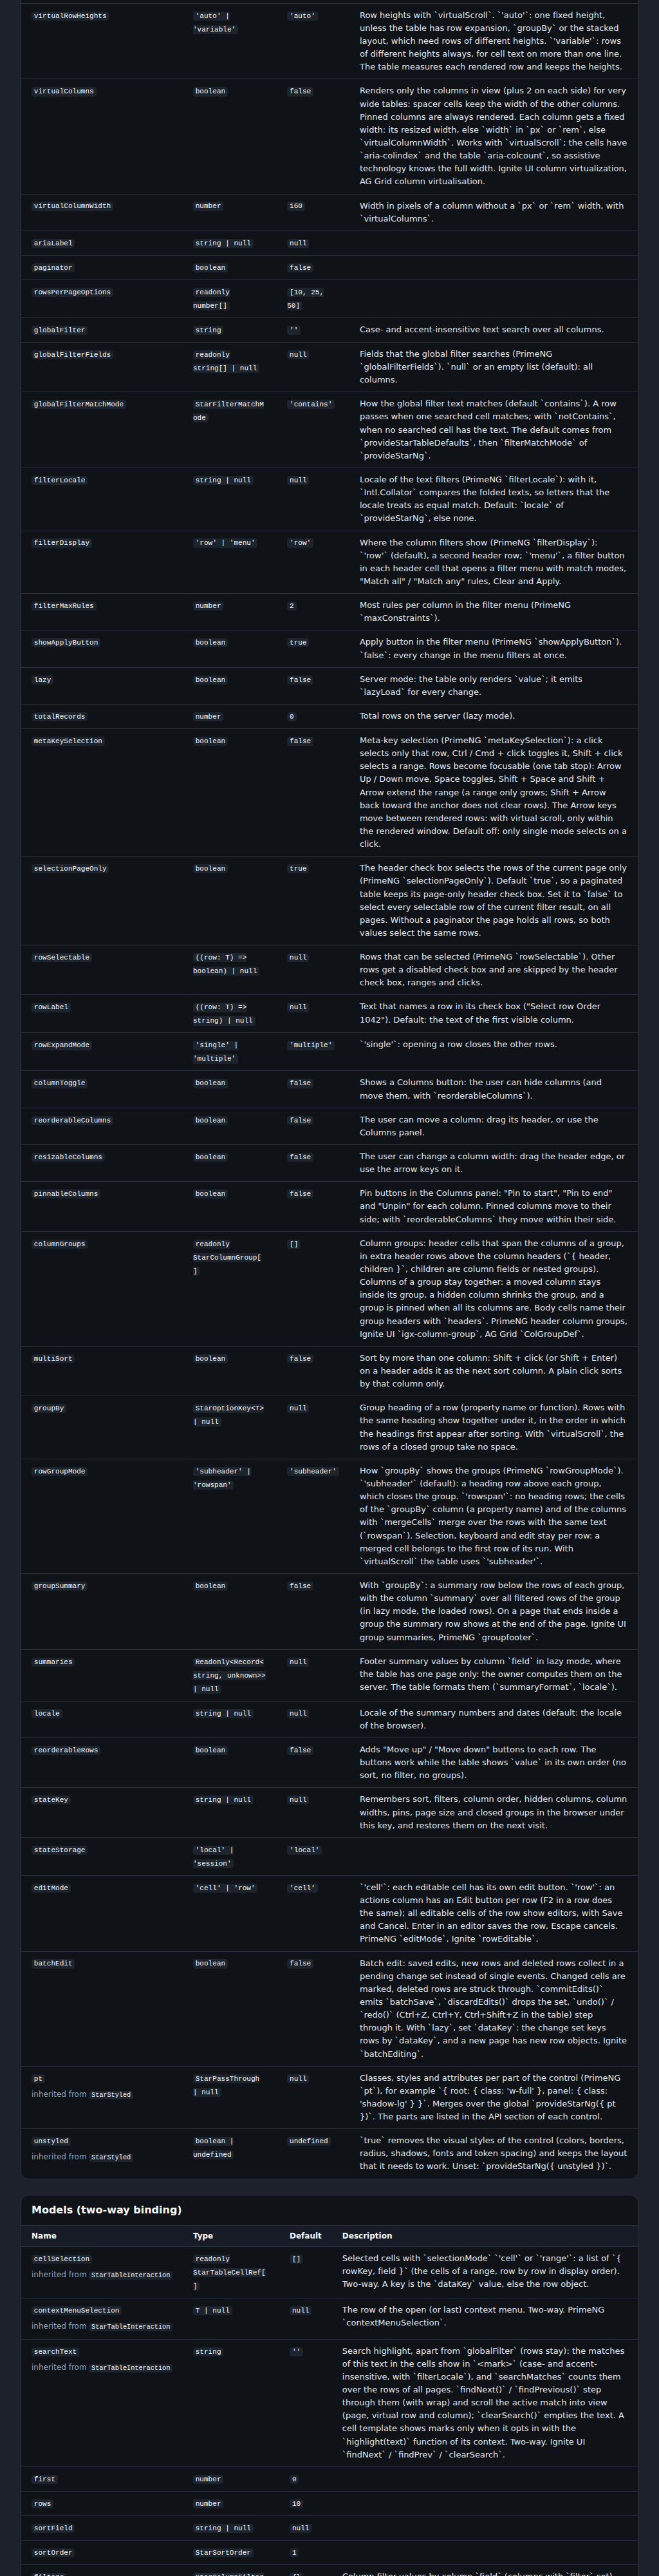 virtualRowHeights 'auto' | 'variable' 'auto' Row heights with `virtualScroll`. `'auto'`: one fixed height,
unless the table has row expansion, `groupBy` or the stacked
layout, which need rows of different heights. `'variable'`: rows
of different heights always, for cell text on more than one line.
The table measures each rendered row and keeps the heights.
virtualColumns boolean false Renders only the columns in view (plus 2 on each side) for very
wide tables: spacer cells keep the width of the other columns.
Pinned columns are always rendered. Each column gets a fixed
width: its resized width, else `width` in `px` or `rem`, else
`virtualColumnWidth`. Works with `virtualScroll`; the cells have
`aria-colindex` and the table `aria-colcount`, so assistive
technology knows the full width. Ignite UI column virtualization,
AG Grid column virtualisation.
virtualColumnWidth number 160 Width in pixels of a column without a `px` or `rem` width, with
`virtualColumns`.
ariaLabel string | null null
paginator boolean false
rowsPerPageOptions readonly number[] [10, 25, 50]
globalFilter string '' Case- and accent-insensitive text search over all columns.
globalFilterFields readonly string[] | null null Fields that the global filter searches (PrimeNG
`globalFilterFields`). `null` or an empty list (default): all
columns.
globalFilterMatchMode StarFilterMatchMode 'contains' How the global filter text matches (default `contains`). A row
passes when one searched cell matches; with `notContains`,
when no searched cell has the text. The default comes from
`provideStarTableDefaults`, then `filterMatchMode` of
`provideStarNg`.
filterLocale string | null null Locale of the text filters (PrimeNG `filterLocale`): with it,
`Intl.Collator` compares the folded texts, so letters that the
locale treats as equal match. Default: `locale` of
`provideStarNg`, else none.
filterDisplay 'row' | 'menu' 'row' Where the column filters show (PrimeNG `filterDisplay`):
`'row'` (default), a second header row; `'menu'`, a filter button
in each header cell that opens a filter menu with match modes,
"Match all" / "Match any" rules, Clear and Apply.
filterMaxRules number 2 Most rules per column in the filter menu (PrimeNG
`maxConstraints`).
showApplyButton boolean true Apply button in the filter menu (PrimeNG `showApplyButton`).
`false`: every change in the menu filters at once.
lazy boolean false Server mode: the table only renders `value`; it emits
`lazyLoad` for every change.
totalRecords number 0 Total rows on the server (lazy mode).
metaKeySelection boolean false Meta-key selection (PrimeNG `metaKeySelection`): a click
selects only that row, Ctrl / Cmd + click toggles it, Shift + click
selects a range. Rows become focusable (one tab stop): Arrow
Up / Down move, Space toggles, Shift + Space and Shift +
Arrow extend the range (a range only grows; Shift + Arrow
back toward the anchor does not clear rows). The Arrow keys
move between rendered rows: with virtual scroll, only within
the rendered window. Default off: only single mode selects on a
click.
selectionPageOnly boolean true The header check box selects the rows of the current page only
(PrimeNG `selectionPageOnly`). Default `true`, so a paginated
table keeps its page-only header check box. Set it to `false` to
select every selectable row of the current filter result, on all
pages. Without a paginator the page holds all rows, so both
values select the same rows.
rowSelectable ((row: T) => boolean) | null null Rows that can be selected (PrimeNG `rowSelectable`). Other
rows get a disabled check box and are skipped by the header
check box, ranges and clicks.
rowLabel ((row: T) => string) | null null Text that names a row in its check box ("Select row Order
1042"). Default: the text of the first visible column.
rowExpandMode 'single' | 'multiple' 'multiple' `'single'`: opening a row closes the other rows.
columnToggle boolean false Shows a Columns button: the user can hide columns (and
move them, with `reorderableColumns`).
reorderableColumns boolean false The user can move a column: drag its header, or use the
Columns panel.
resizableColumns boolean false The user can change a column width: drag the header edge, or
use the arrow keys on it.
pinnableColumns boolean false Pin buttons in the Columns panel: "Pin to start", "Pin to end"
and "Unpin" for each column. Pinned columns move to their
side; with `reorderableColumns` they move within their side.
columnGroups readonly StarColumnGroup[] [] Column groups: header cells that span the columns of a group,
in extra header rows above the column headers (`{ header,
children }`, children are column fields or nested groups).
Columns of a group stay together: a moved column stays
inside its group, a hidden column shrinks the group, and a
group is pinned when all its columns are. Body cells name their
group headers with `headers`. PrimeNG header column groups,
Ignite UI `igx-column-group`, AG Grid `ColGroupDef`.
multiSort boolean false Sort by more than one column: Shift + click (or Shift + Enter)
on a header adds it as the next sort column. A plain click sorts
by that column only.
groupBy StarOptionKey<T> | null null Group heading of a row (property name or function). Rows with
the same heading show together under it, in the order in which
the headings first appear after sorting. With `virtualScroll`, the
rows of a closed group take no space.
rowGroupMode 'subheader' | 'rowspan' 'subheader' How `groupBy` shows the groups (PrimeNG `rowGroupMode`).
`'subheader'` (default): a heading row above each group,
which closes the group. `'rowspan'`: no heading rows; the cells
of the `groupBy` column (a property name) and of the columns
with `mergeCells` merge over the rows with the same text
(`rowspan`). Selection, keyboard and edit stay per row: a
merged cell belongs to the first row of its run. With
`virtualScroll` the table uses `'subheader'`.
groupSummary boolean false With `groupBy`: a summary row below the rows of each group,
with the column `summary` over all filtered rows of the group
(in lazy mode, the loaded rows). On a page that ends inside a
group the summary row shows at the end of the page. Ignite UI
group summaries, PrimeNG `groupfooter`.
summaries Readonly<Record<string, unknown>> | null null Footer summary values by column `field` in lazy mode, where
the table has one page only: the owner computes them on the
server. The table formats them (`summaryFormat`, `locale`).
locale string | null null Locale of the summary numbers and dates (default: the locale
of the browser).
reorderableRows boolean false Adds "Move up" / "Move down" buttons to each row. The
buttons work while the table shows `value` in its own order (no
sort, no filter, no groups).
stateKey string | null null Remembers sort, filters, column order, hidden columns, column
widths, pins, page size and closed groups in the browser under
this key, and restores them on the next visit.
stateStorage 'local' | 'session' 'local'
editMode 'cell' | 'row' 'cell' `'cell'`: each editable cell has its own edit button. `'row'`: an
actions column has an Edit button per row (F2 in a row does
the same); all editable cells of the row show editors, with Save
and Cancel. Enter in an editor saves the row, Escape cancels.
PrimeNG `editMode`, Ignite `rowEditable`.
batchEdit boolean false Batch edit: saved edits, new rows and deleted rows collect in a
pending change set instead of single events. Changed cells are
marked, deleted rows are struck through. `commitEdits()`
emits `batchSave`, `discardEdits()` drops the set, `undo()` /
`redo()` (Ctrl+Z, Ctrl+Y, Ctrl+Shift+Z in the table) step
through it. With `lazy`, set `dataKey`: the change set keys
rows by `dataKey`, and a new page has new row objects. Ignite
`batchEditing`.
pt inherited from StarStyled StarPassThrough | null null Classes, styles and attributes per part of the control (PrimeNG
`pt`), for example `{ root: { class: 'w-full' }, panel: { class:
'shadow-lg' } }`. Merges over the global `provideStarNg({ pt
})`. The parts are listed in the API section of each control.
unstyled inherited from StarStyled boolean | undefined undefined `true` removes the visual styles of the control (colors, borders,
radius, shadows, fonts and token spacing) and keeps the layout
that it needs to work. Unset: `provideStarNg({ unstyled })`.
Models (two-way binding)
Name Type Default Description
cellSelection inherited from StarTableInteraction readonly StarTableCellRef[] [] Selected cells with `selectionMode` `'cell'` or `'range'`: a list of `{
rowKey, field }` (the cells of a range, row by row in display order).
Two-way. A key is the `dataKey` value, else the row object.
contextMenuSelection inherited from StarTableInteraction T | null null The row of the open (or last) context menu. Two-way. PrimeNG
`contextMenuSelection`.
searchText inherited from StarTableInteraction string '' Search highlight, apart from `globalFilter` (rows stay): the matches
of this text in the cells show in `<mark>` (case- and accent-
insensitive, with `filterLocale`), and `searchMatches` counts them
over the rows of all pages. `findNext()` / `findPrevious()` step
through them (with wrap) and scroll the active match into view
(page, virtual row and column); `clearSearch()` empties the text. A
cell template shows marks only when it opts in with the
`highlight(text)` function of its context. Two-way. Ignite UI
`findNext` / `findPrev` / `clearSearch`.
first number 0
rows number 10
sortField string | null null
sortOrder StarSortOrder 1